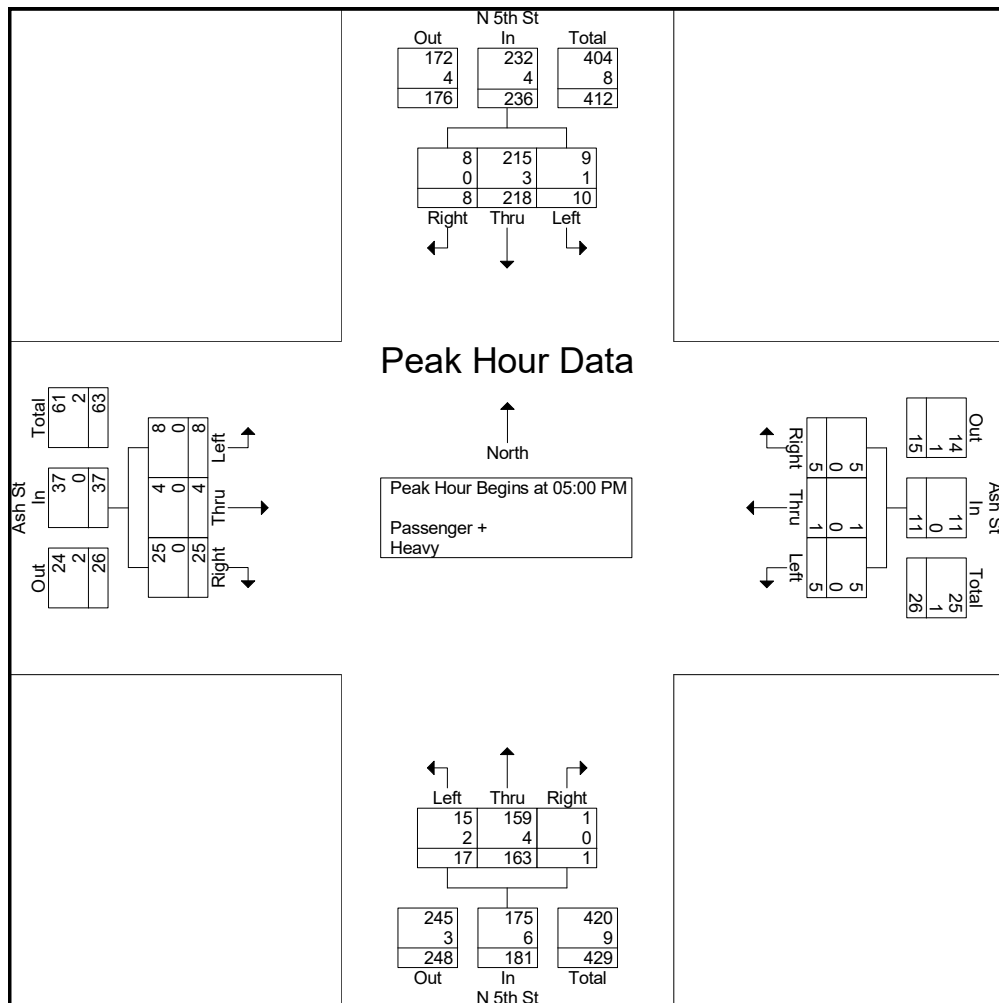 N 5th St
Out In Total
172 232 404
4 4 8
176 236 412
8 215 9
0 3 1
8 218 10
Right Thru Left
Peak Hour Data
North
Peak Hour Begins at 05:00 PM
Passenger +
Heavy
Ash St
Total In Out
61 37 24
2 0 2
63 37 26
8 4 25
0 0 0
8 4 25
Left Thru Right
Ash St
Out In Total
14 11 25
1 0 1
15 11 26
5 1 5
0 0 0
5 1 5
Right Thru Left
Left Thru Right
15 159 1
2 4 0
17 163 1
245 175 420
3 6 9
248 181 429
Out In Total
N 5th St